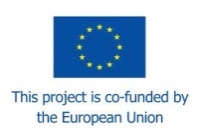 This project is co-funded by
the European Union